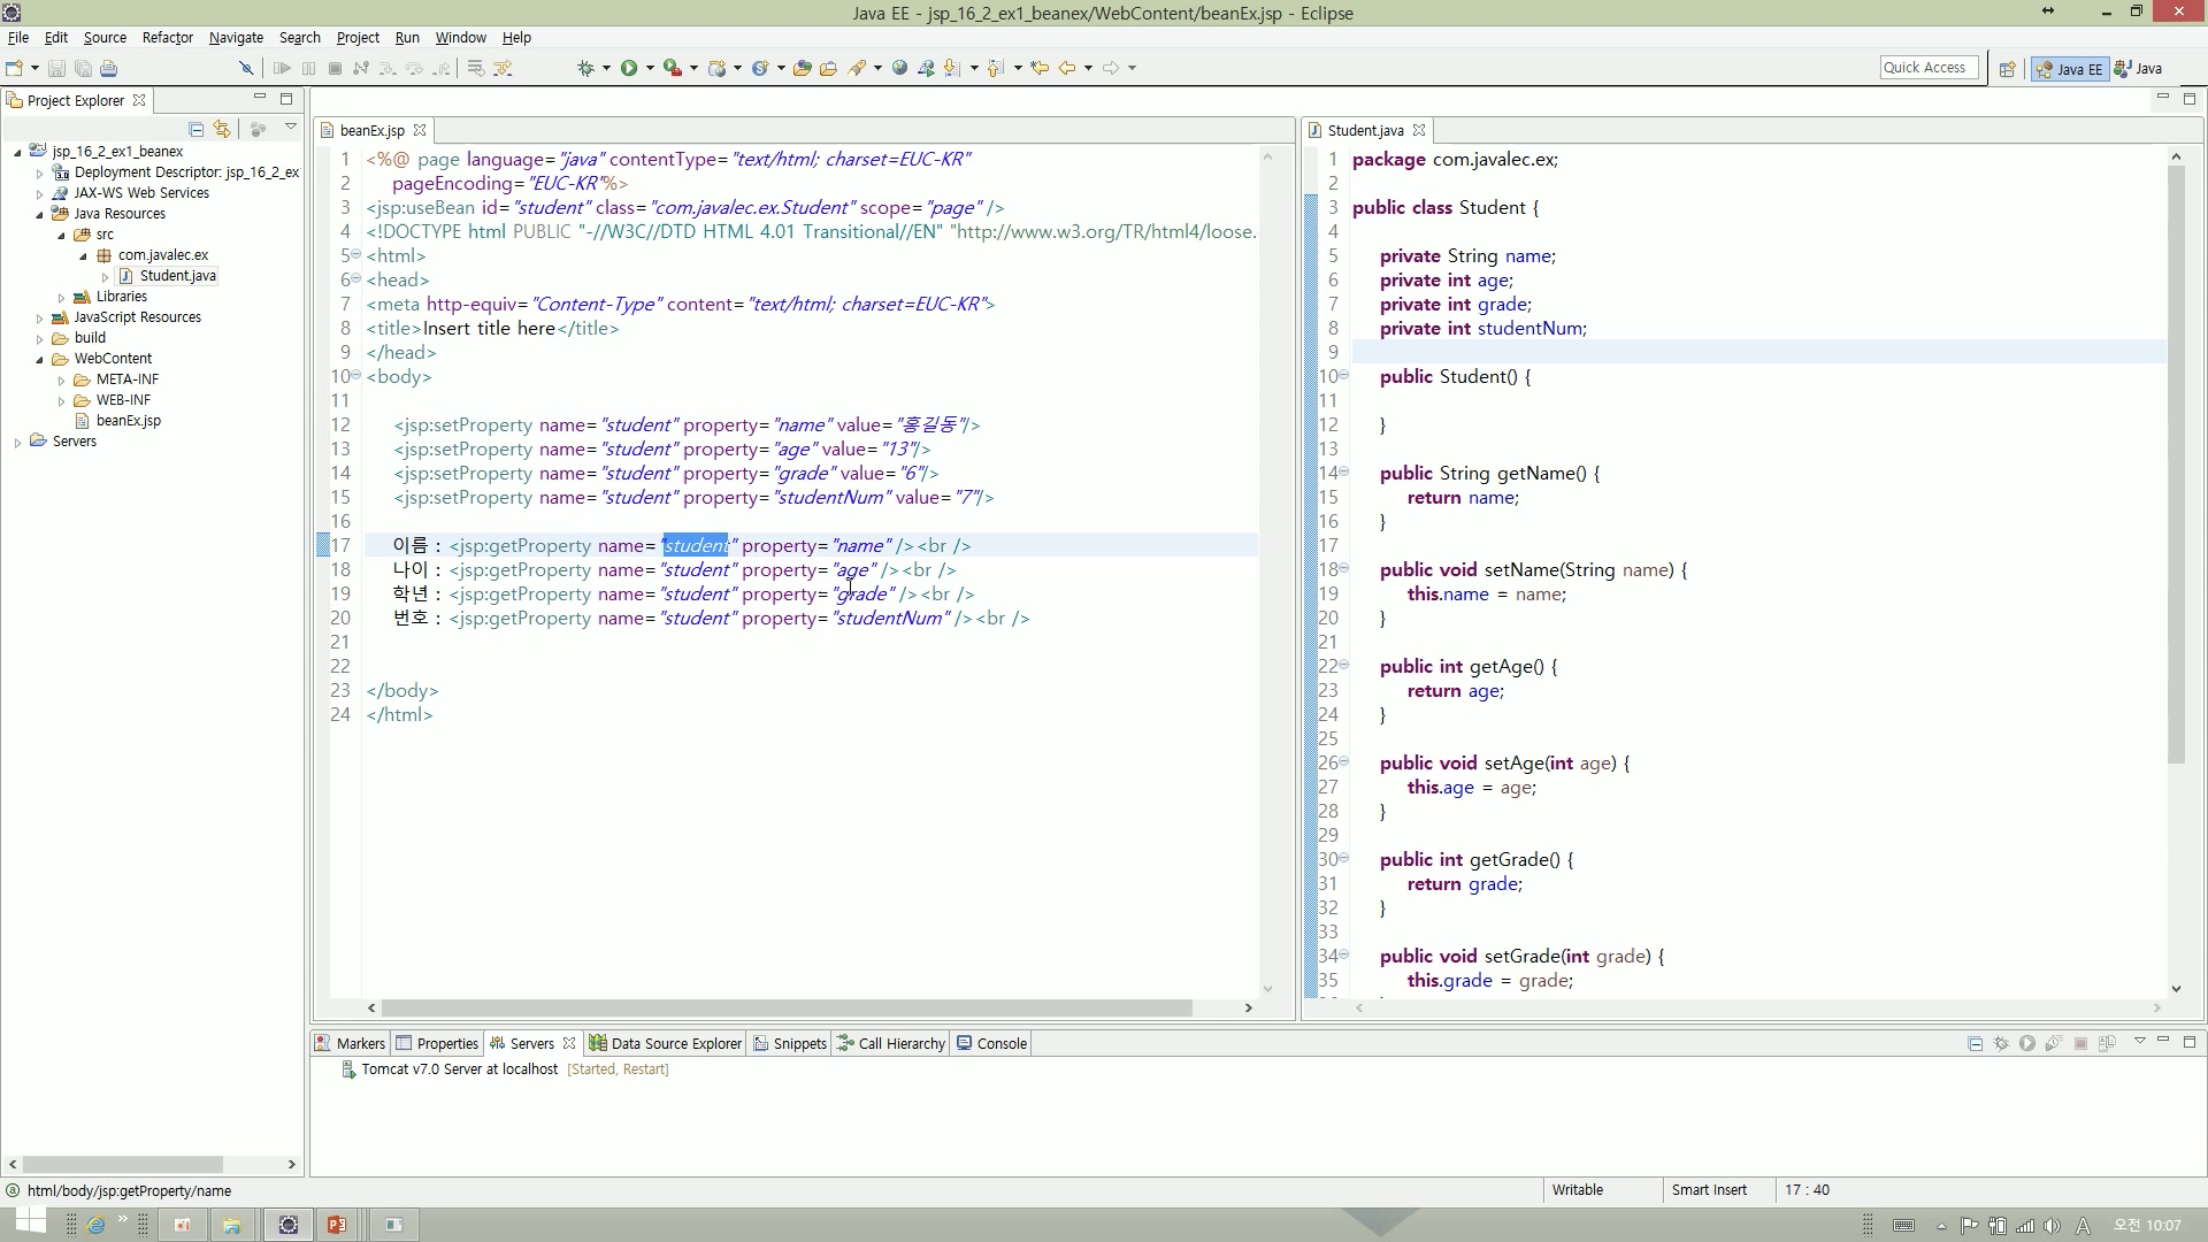 Java EE - jsp_16_2_ex1_beanex/WebContent/beanEx.jsp - Eclipse
File Edit Source Refactor Navigate Search Project Run Window Help
Quick Access
Java EE
Java
Project Explorer
jsp_16_2_ex1_beanex
Deployment Descriptor: jsp_16_2_ex
JAX-WS Web Services
Java Resources
src
com.javalec.ex
Student.java
Libraries
JavaScript Resources
build
WebContent
META-INF
WEB-INF
beanEx.jsp
Servers
beanEx.jsp
1 <%@ page language="java" contentType="text/html; charset=EUC-KR"
2 pageEncoding="EUC-KR"%>
3 <jsp:useBean id="student" class="com.javalec.ex.Student" scope="page" />
4 <!DOCTYPE html PUBLIC "-//W3C//DTD HTML 4.01 Transitional//EN" "http://www.w3.org/TR/html4/loose.
5 <html>
6 <head>
7 <meta http-equiv="Content-Type" content="text/html; charset=EUC-KR">
8 <title>Insert title here</title>
9 </head>
10 <body>
11
12 <jsp:setProperty name="student" property="name" value="홍길동"/>
13 <jsp:setProperty name="student" property="age" value="13"/>
14 <jsp:setProperty name="student" property="grade" value="6"/>
15 <jsp:setProperty name="student" property="studentNum" value="7"/>
16
17 이름 : <jsp:getProperty name="student" property="name" /><br />
18 나이 : <jsp:getProperty name="student" property="age" /><br />
19 학년 : <jsp:getProperty name="student" property="grade" /><br />
20 번호 : <jsp:getProperty name="student" property="studentNum" /><br />
21
22
23 </body>
24 </html>
Student.java
1 package com.javalec.ex;
2
3 public class Student {
4
5 private String name;
6 private int age;
7 private int grade;
8 private int studentNum;
9
10 public Student() {
11
12 }
13
14 public String getName() {
15 return name;
16 }
17
18 public void setName(String name) {
19 this.name = name;
20 }
21
22 public int getAge() {
23 return age;
24 }
25
26 public void setAge(int age) {
27 this.age = age;
28 }
29
30 public int getGrade() {
31 return grade;
32 }
33
34 public void setGrade(int grade) {
35 this.grade = grade;
Markers Properties Servers Data Source Explorer Snippets Call Hierarchy Console
Tomcat v7.0 Server at localhost [Started, Restart]
html/body/jsp:getProperty/name
Writable
Smart Insert
17 : 40
A
오전 10:07